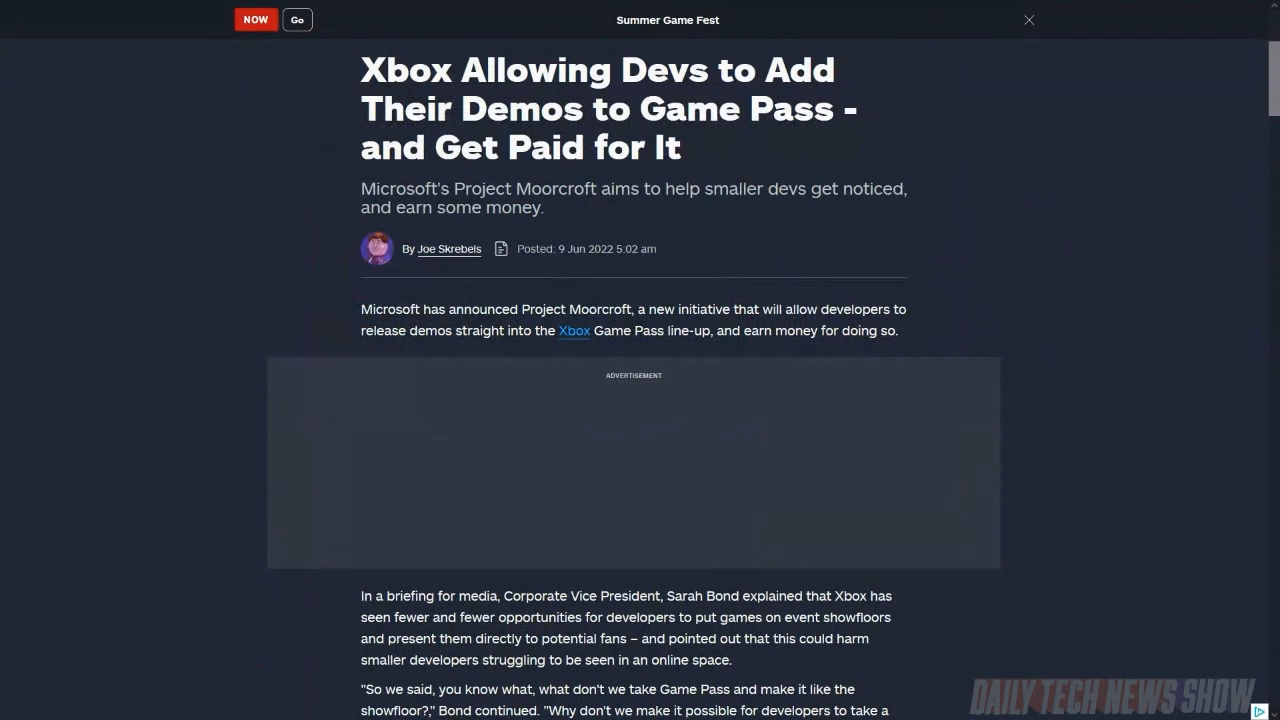 NOW
Go
Summer Game Fest
Xbox Allowing Devs to Add
Their Demos to Game Pass -
and Get Paid for It
Microsoft's Project Moorcroft aims to help smaller devs get noticed,
and earn some money.
By Joe Skrebels
Posted: 9 Jun 2022 5:02 am
Microsoft has announced Project Moorcroft, a new initiative that will allow developers to
release demos straight into the Xbox Game Pass line-up, and earn money for doing so.
ADVERTISEMENT
In a briefing for media, Corporate Vice President, Sarah Bond explained that Xbox has
seen fewer and fewer opportunities for developers to put games on event showfloors
and present them directly to potential fans – and pointed out that this could harm
smaller developers struggling to be seen in an online space.
"So we said, you know what, what don't we take Game Pass and make it like the
showfloor?," Bond continued. "Why don't we make it possible for developers to take a
DAILY TECH NEWS SHOW